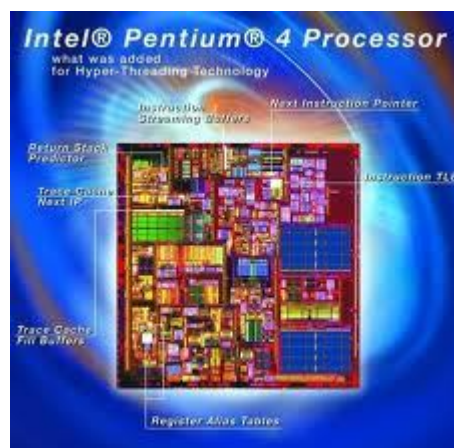 Intel® Pentium® 4 Processor
what was added
for Hyper-Threading Technology
Instruction
Streaming Buffers
Next Instruction Pointer
Return Stack
Predictor
Instruction TLB
Trace Cache
Next IP
Trace Cache
Fill Buffers
Register Alias Tables